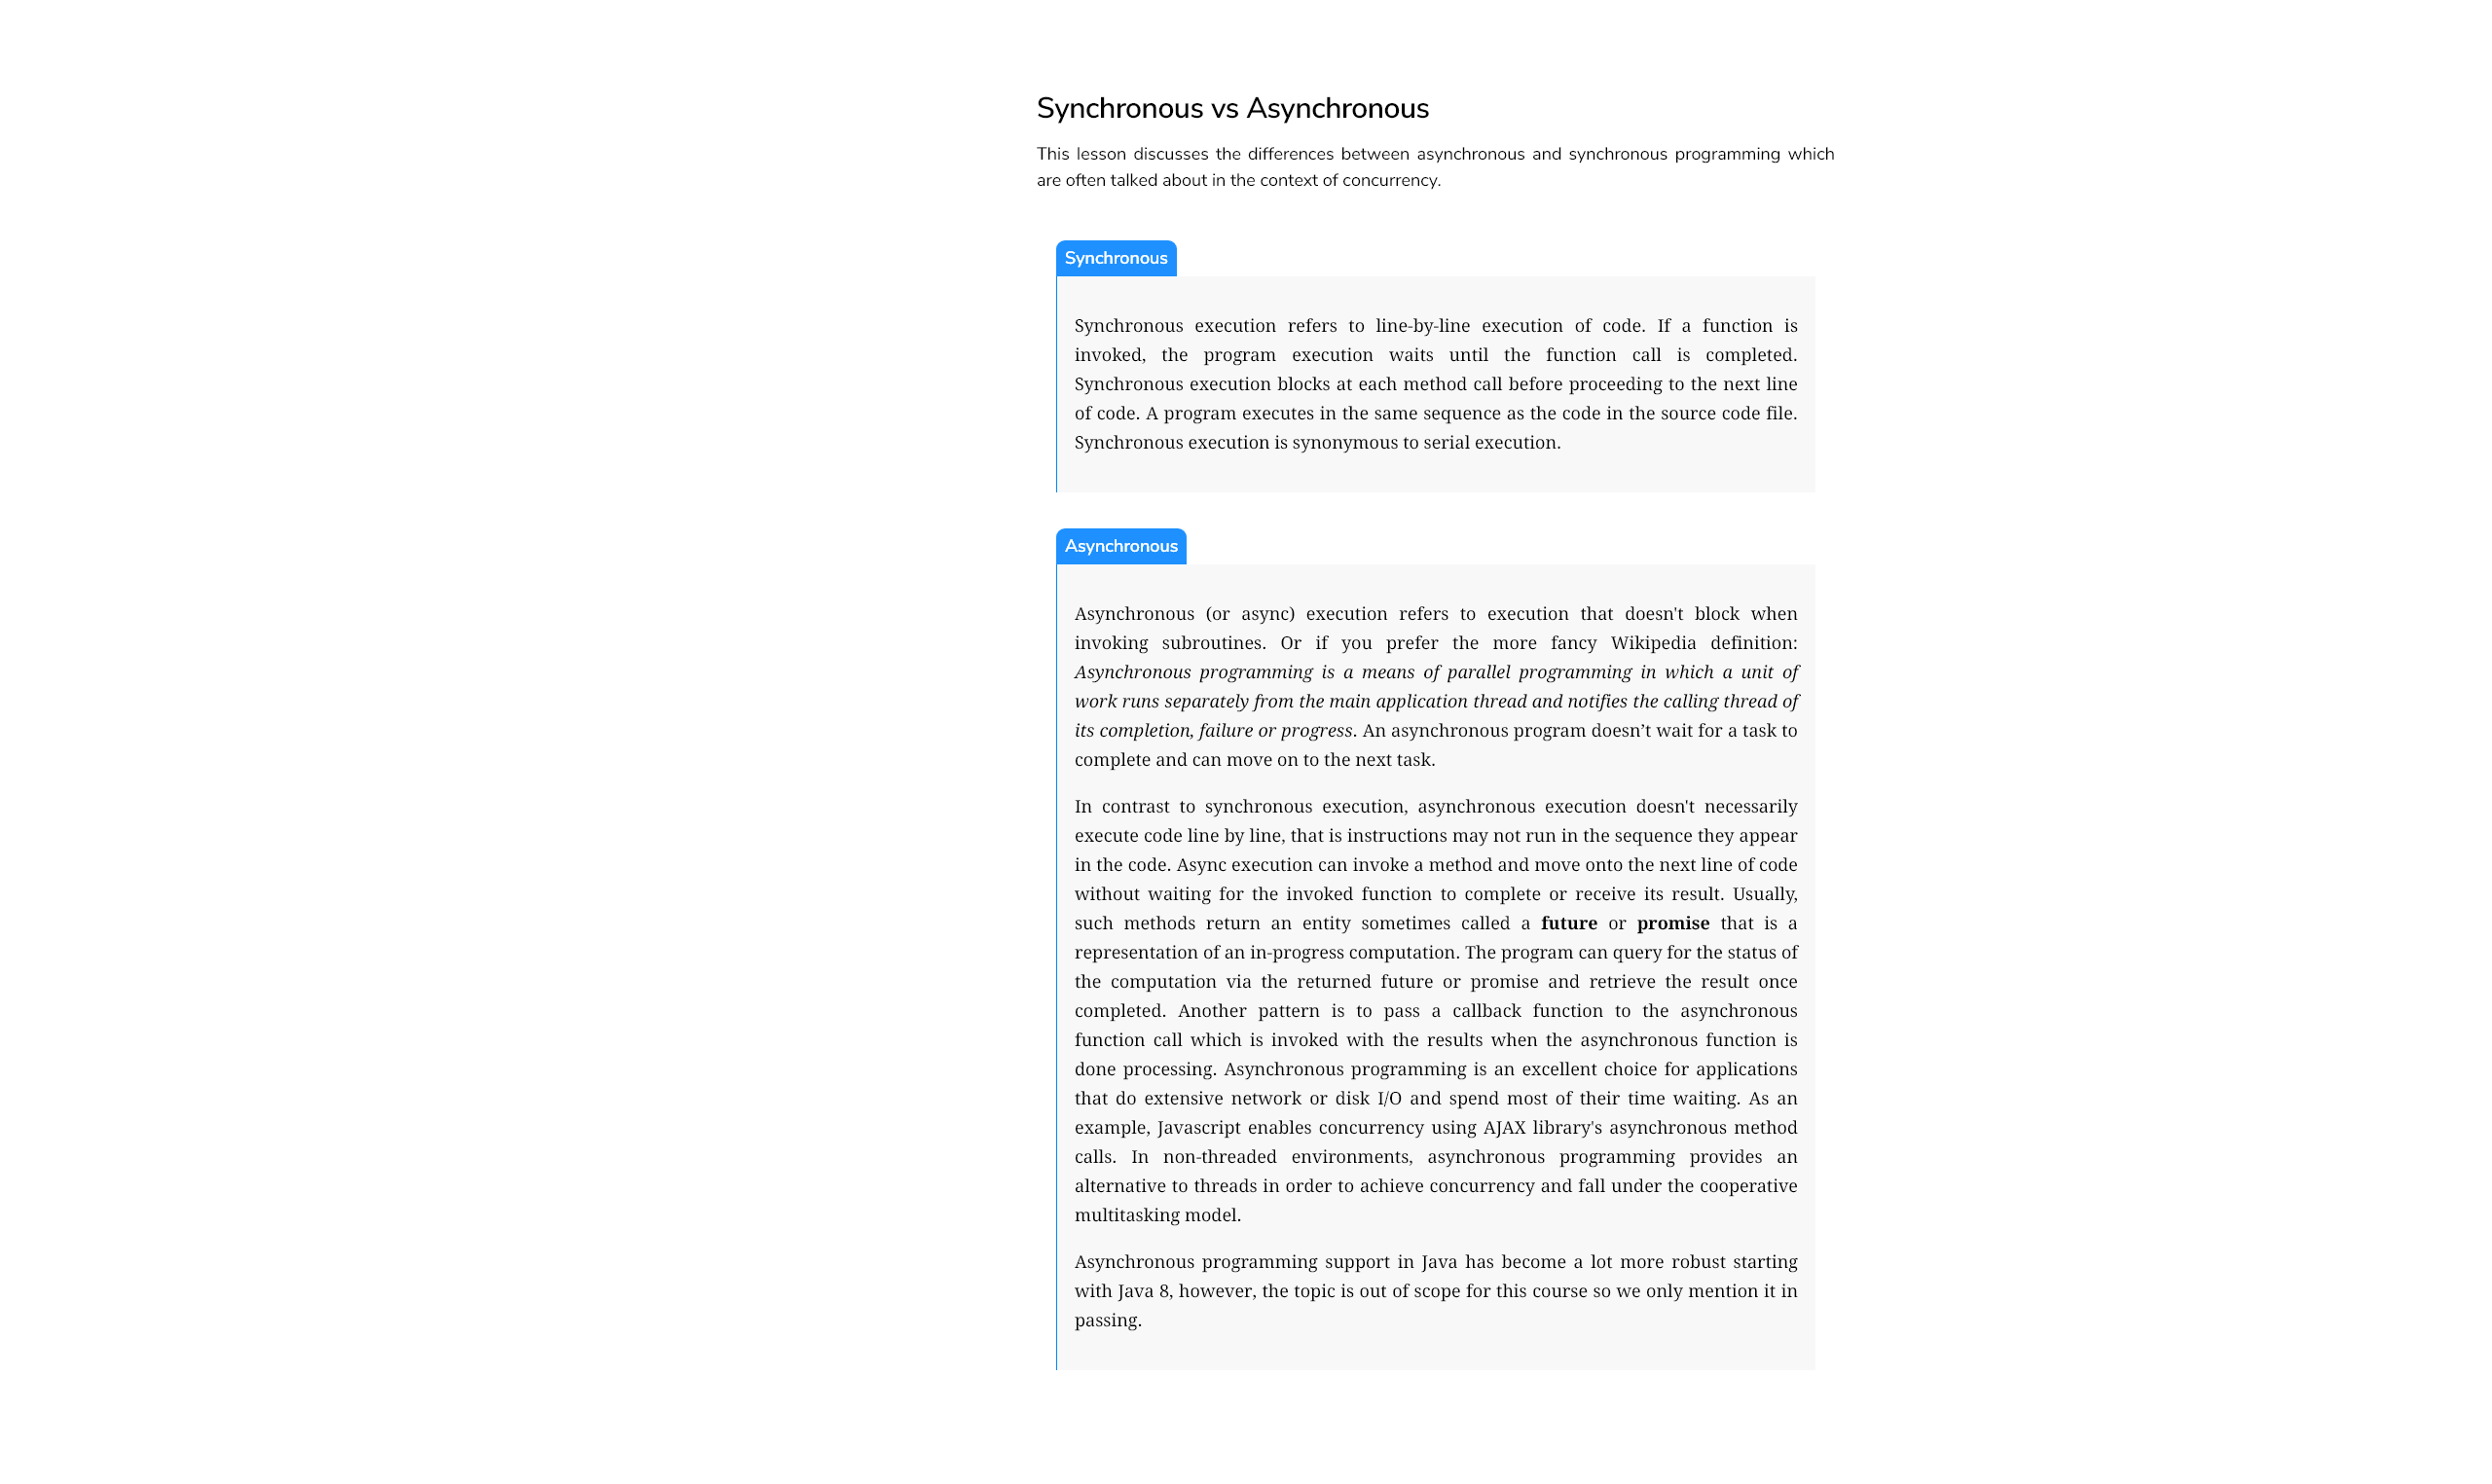 Synchronous vs Asynchronous
This lesson discusses the differences between asynchronous and synchronous programming which
are often talked about in the context of concurrency.
Synchronous
Synchronous execution refers to line-by-line execution of code. If a function is
invoked, the program execution waits until the function call is completed.
Synchronous execution blocks at each method call before proceeding to the next line
of code. A program executes in the same sequence as the code in the source code file.
Synchronous execution is synonymous to serial execution.
Asynchronous
Asynchronous (or async) execution refers to execution that doesn't block when
invoking subroutines. Or if you prefer the more fancy Wikipedia definition:
Asynchronous programming is a means of parallel programming in which a unit of
work runs separately from the main application thread and notifies the calling thread of
its completion, failure or progress. An asynchronous program doesn’t wait for a task to
complete and can move on to the next task.
In contrast to synchronous execution, asynchronous execution doesn't necessarily
execute code line by line, that is instructions may not run in the sequence they appear
in the code. Async execution can invoke a method and move onto the next line of code
without waiting for the invoked function to complete or receive its result. Usually,
such methods return an entity sometimes called a future or promise that is a
representation of an in-progress computation. The program can query for the status of
the computation via the returned future or promise and retrieve the result once
completed. Another pattern is to pass a callback function to the asynchronous
function call which is invoked with the results when the asynchronous function is
done processing. Asynchronous programming is an excellent choice for applications
that do extensive network or disk I/O and spend most of their time waiting. As an
example, Javascript enables concurrency using AJAX library's asynchronous method
calls. In non-threaded environments, asynchronous programming provides an
alternative to threads in order to achieve concurrency and fall under the cooperative
multitasking model.
Asynchronous programming support in Java has become a lot more robust starting
with Java 8, however, the topic is out of scope for this course so we only mention it in
passing.